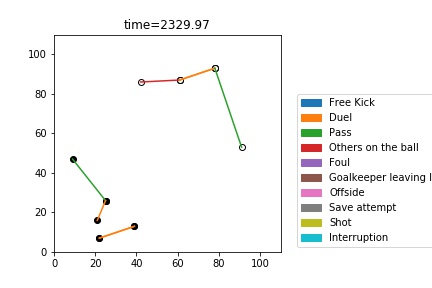 time=2329.97
100
80
60
40
20
0
0 20 40 60 80 100
Free Kick
Duel
Pass
Others on the ball
Foul
Goalkeeper leaving l
Offside
Save attempt
Shot
Interruption